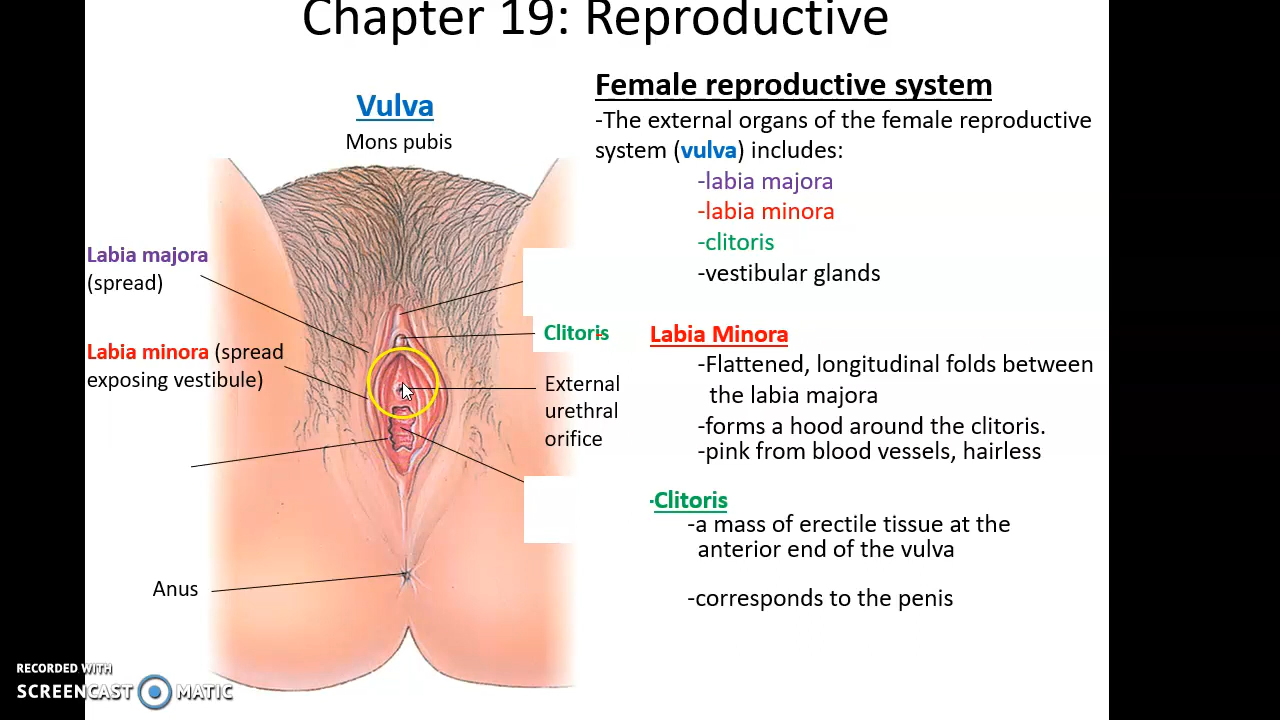 Chapter 19: Reproductive
Vulva
Mons pubis
Labia majora
(spread)
Labia minora (spread
exposing vestibule)
Anus
Clitoris
External
urethral
orifice
Female reproductive system
-The external organs of the female reproductive
system (vulva) includes:
-labia majora
-labia minora
-clitoris
-vestibular glands
Labia Minora
-Flattened, longitudinal folds between
the labia majora
-forms a hood around the clitoris.
-pink from blood vessels, hairless
-Clitoris
-a mass of erectile tissue at the
anterior end of the vulva
-corresponds to the penis
RECORDED WITH
SCREENCAST MATIC